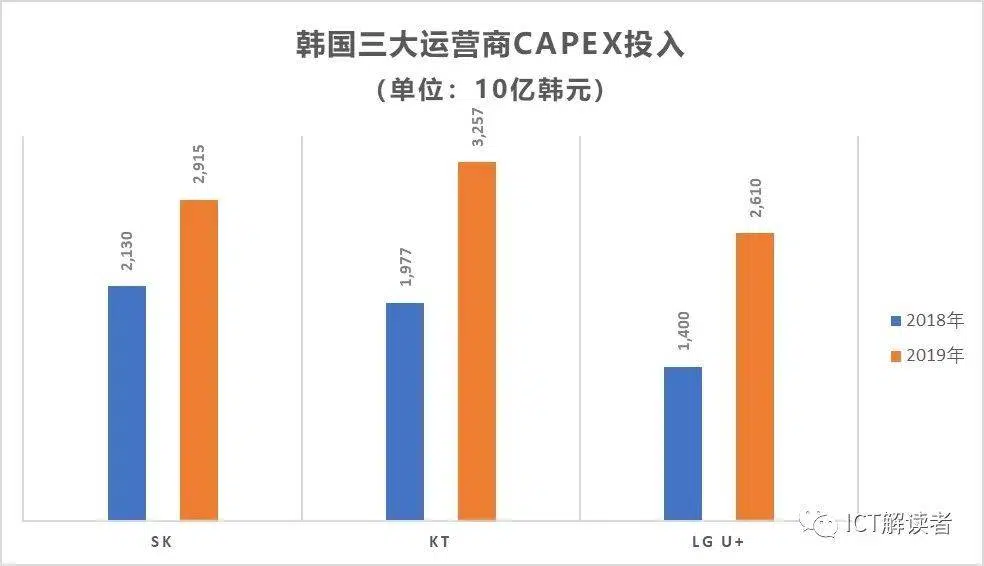 韩国三大运营商CAPEX投入
(单位：10亿韩元)
2,130
2,915
1,977
3,257
1,400
2,610
2018年
2019年
SK
KT
LG U+
ICT解读者